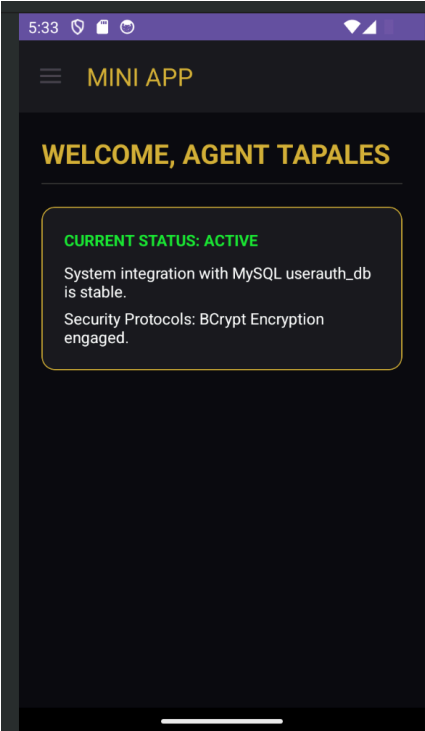 5:33
MINI APP
WELCOME, AGENT TAPALES
CURRENT STATUS: ACTIVE
System integration with MySQL userauth_db
is stable.
Security Protocols: BCrypt Encryption
engaged.